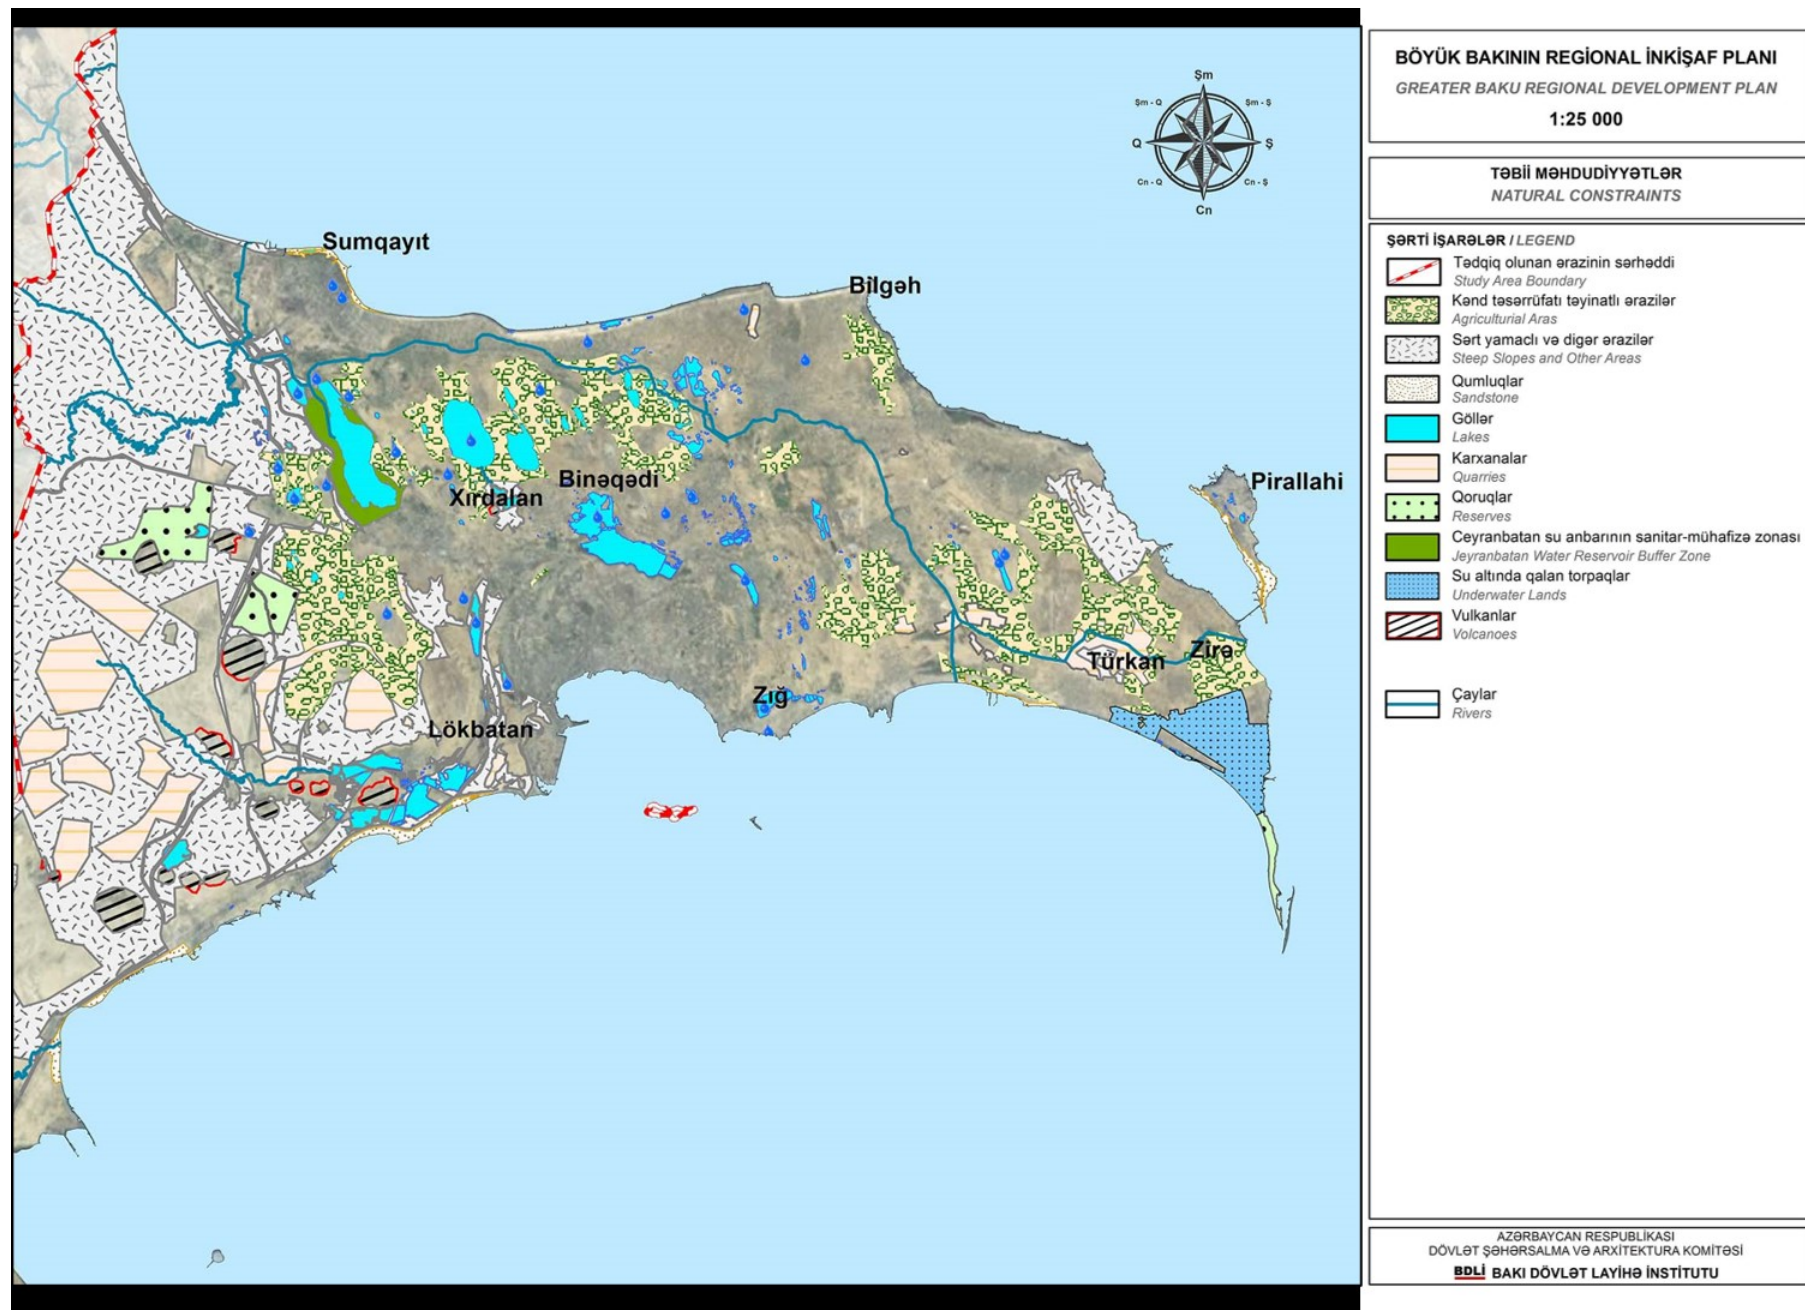 Şm
Şm - Q
Şm - Ş
Q
Ş
Cn - Q
Cn - Ş
Cn
Sumqayıt
Bilgəh
Pirallahi
Binəqədi
Xırdalan
Zirə
Türkan
Zığ
Lökbatan
BÖYÜK BAKININ REGİONAL İNKİŞAF PLANI
GREATER BAKU REGIONAL DEVELOPMENT PLAN
1:25 000
TƏBİİ MƏHDUDİYYƏTLƏR
NATURAL CONSTRAINTS
ŞƏRTİ İŞARƏLƏR / LEGEND
Tədqiq olunan ərazinin sərhəddi
Study Area Boundary
Kənd təsərrüfatı təyinatlı ərazilər
Agriculturial Aras
Sərt yamaclı və digər ərazilər
Steep Slopes and Other Areas
Qumluqlar
Sandstone
Göllər
Lakes
Karxanalar
Quarries
Qoruqlar
Reserves
Ceyranbatan su anbarının sanitar-mühafizə zonası
Jeyranbatan Water Reservoir Buffer Zone
Su altında qalan torpaqlar
Underwater Lands
Vulkanlar
Volcanoes
Çaylar
Rivers
AZƏRBAYCAN RESPUBLİKASI
DÖVLƏT ŞƏHƏRSALMA VƏ ARXİTEKTURA KOMİTƏSİ
BDLİ BAKI DÖVLƏT LAYİHƏ İNSTİTUTU